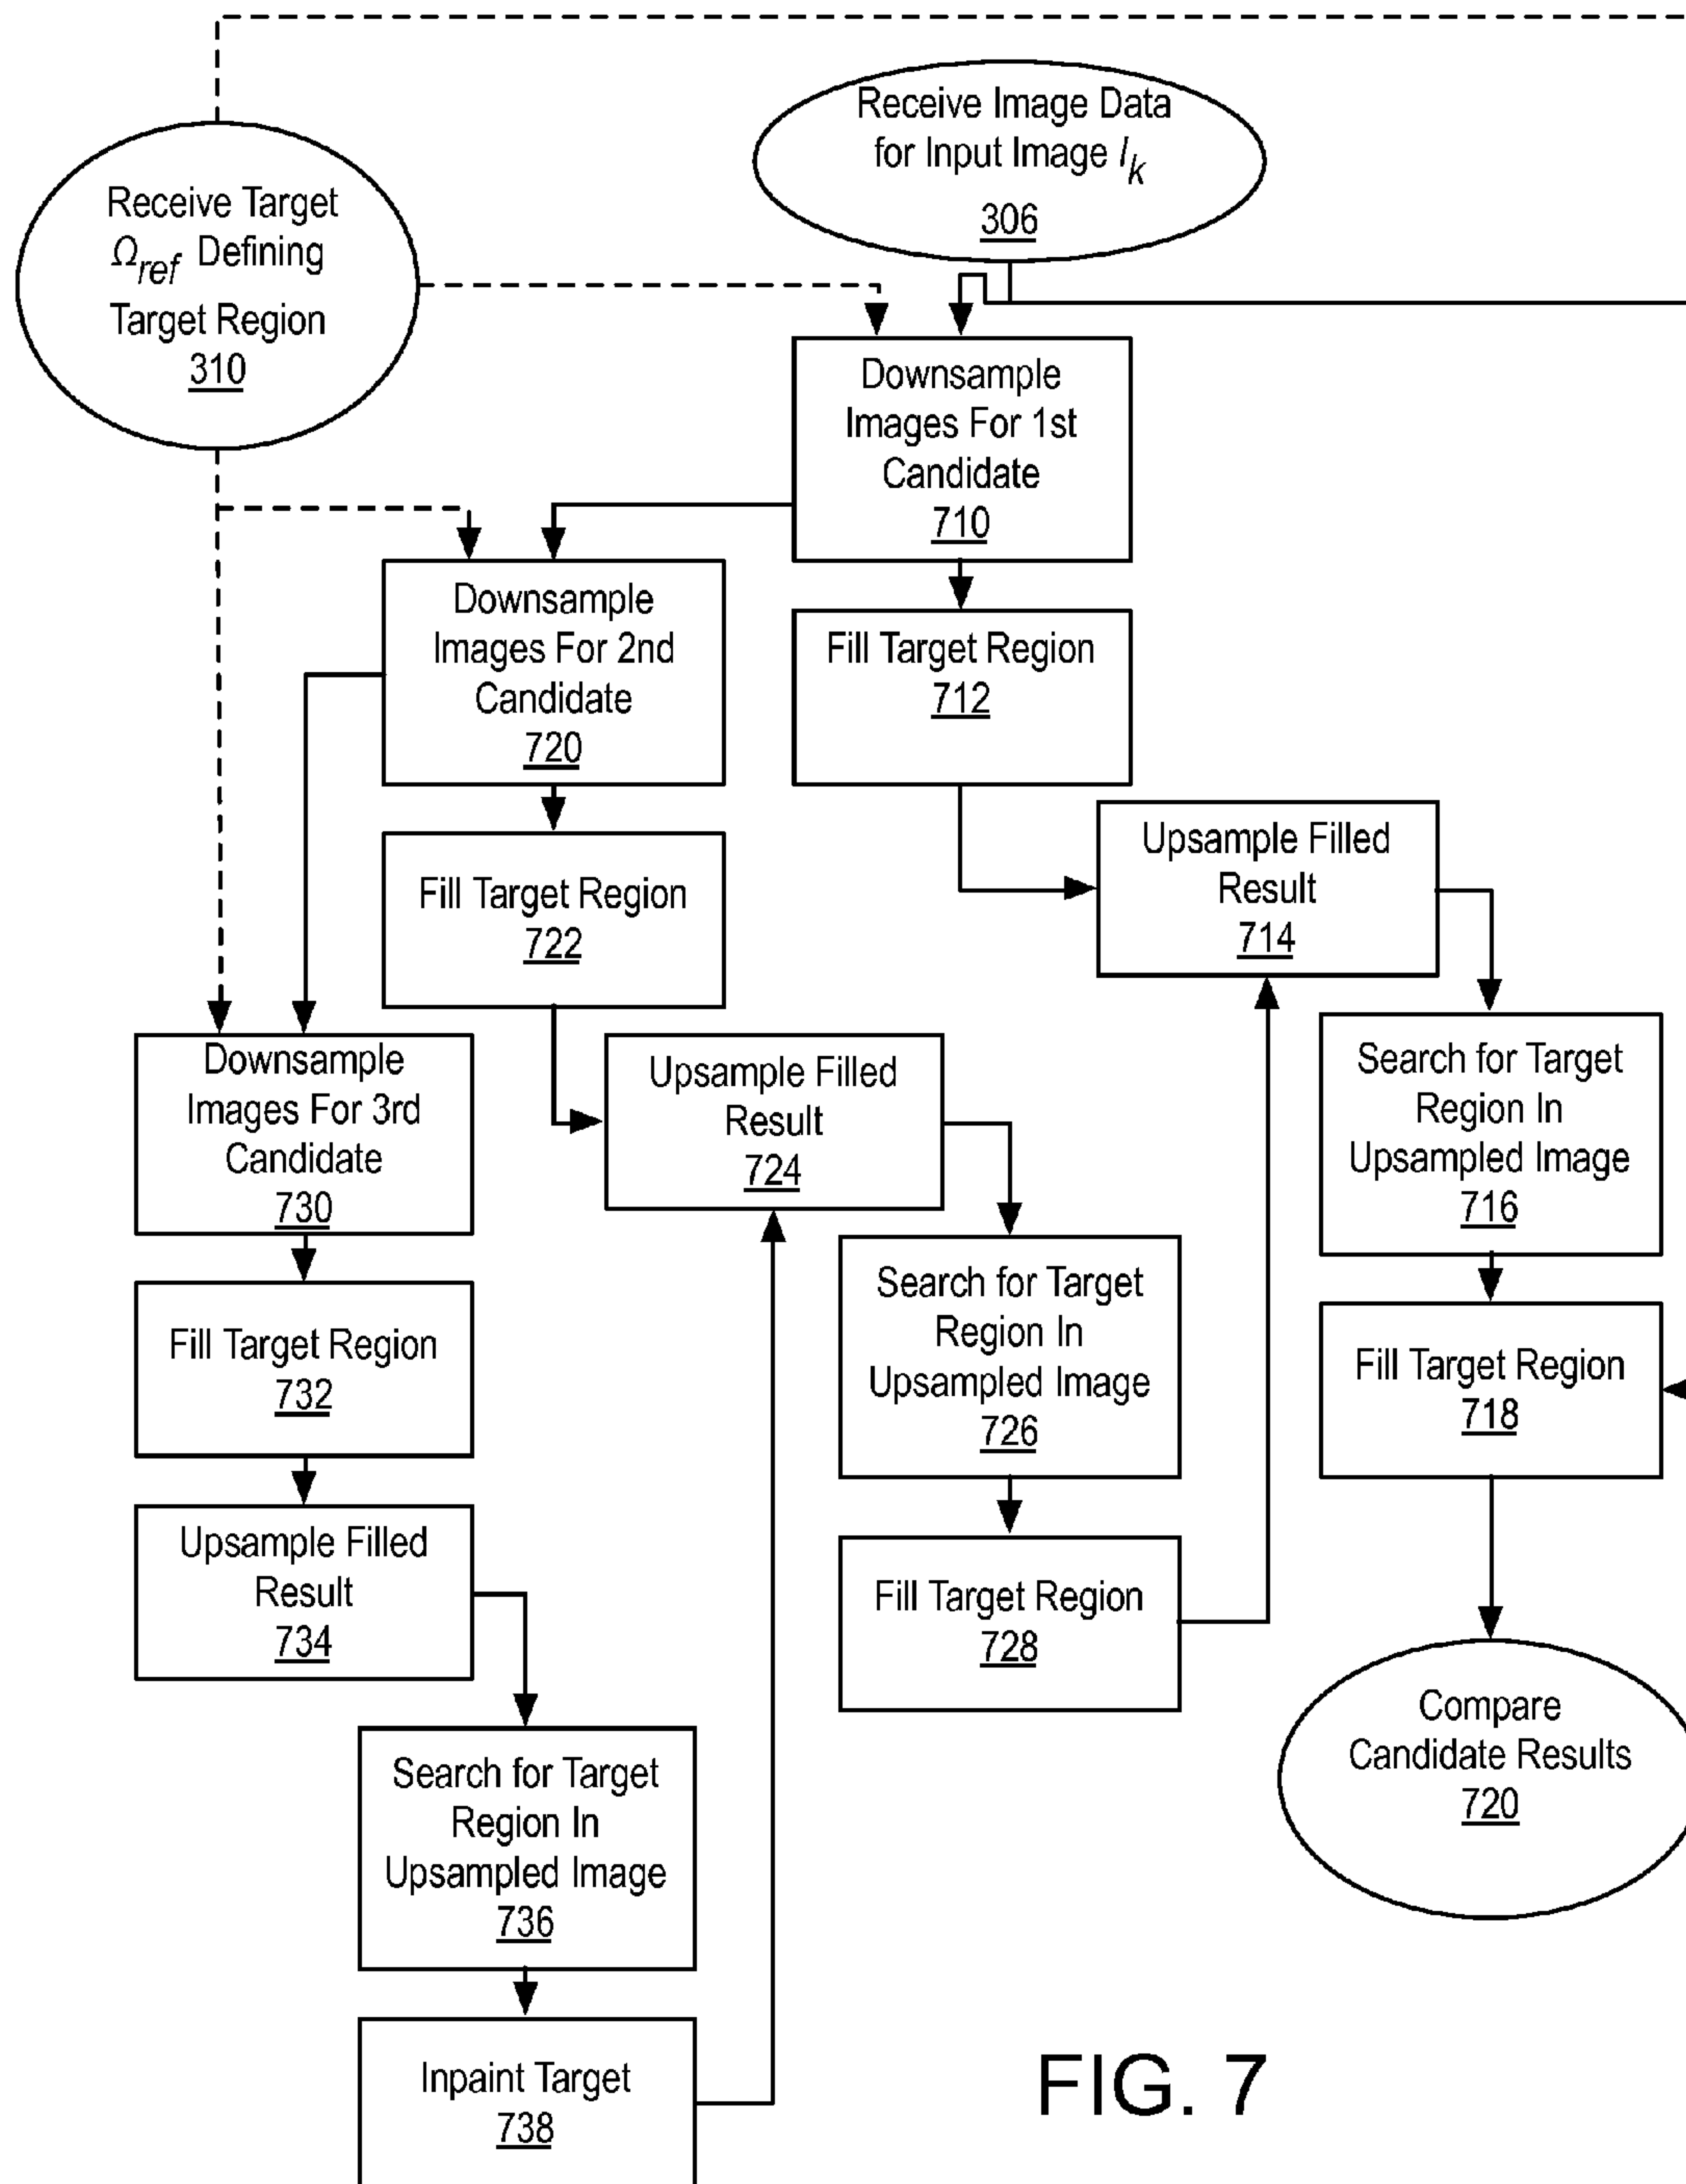 Receive Image Data
for Input Image I_k
306
Receive Target
Ω_ref Defining
Target Region
310
Downsample
Images For 1st
Candidate
710
Downsample
Images For 2nd
Candidate
720
Fill Target Region
712
Fill Target Region
722
Upsample Filled
Result
714
Downsample
Images For 3rd
Candidate
730
Upsample Filled
Result
724
Search for Target
Region In
Upsampled Image
716
Fill Target Region
732
Search for Target
Region In
Upsampled Image
726
Fill Target Region
718
Upsample Filled
Result
734
Fill Target Region
728
Search for Target
Region In
Upsampled Image
736
Compare
Candidate Results
720
Inpaint Target
738
FIG. 7